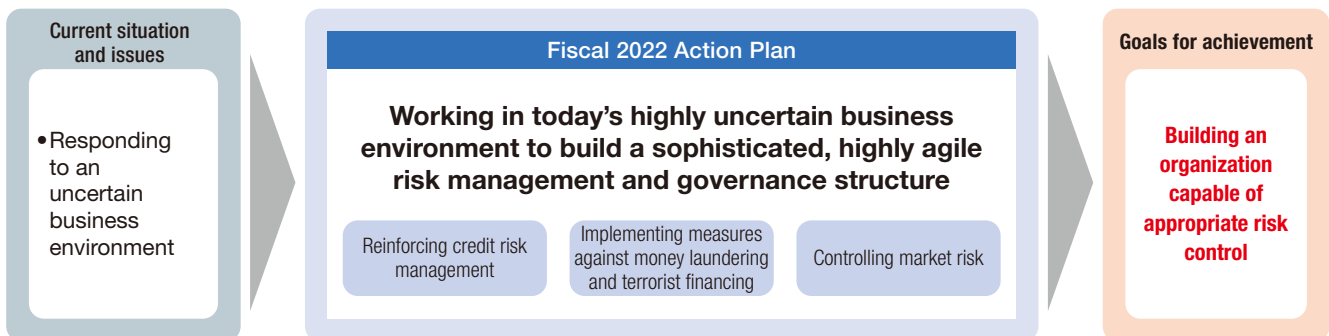 Current situation
and issues
•Responding
to an
uncertain
business
environment
Fiscal 2022 Action Plan
Working in today's highly uncertain business
environment to build a sophisticated, highly agile
risk management and governance structure
Reinforcing credit risk
management
Implementing measures
against money laundering
and terrorist financing
Controlling market risk
Goals for achievement
Building an
organization
capable of
appropriate risk
control